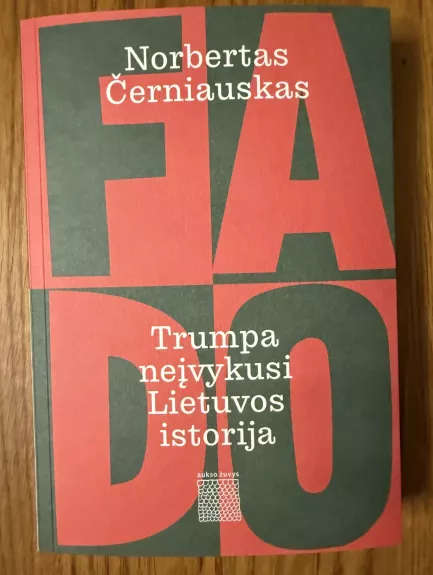 FA
DO
Norbertas
Černiauskas
Trumpa
neįvykusi
Lietuvos
istorija
aukso žuvys